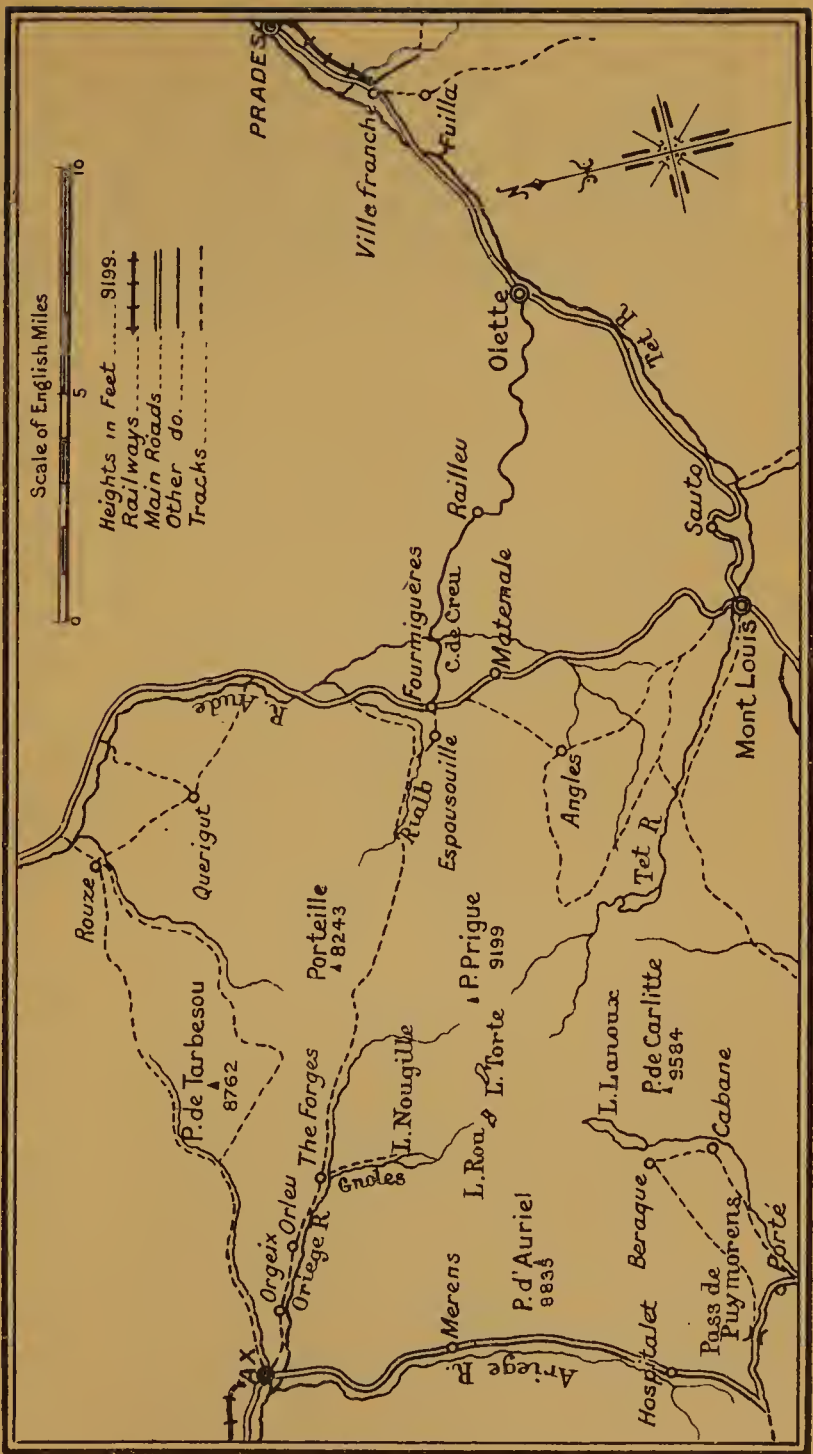 Scale of English Miles
0 5 10
Heights in Feet ........ 9199.
Railways
Main Roads
Other do.
Tracks
Rouze
P. de Tarbesou
8762
Querigut
R. Aude
AX
Orgeix
Orleu
Oriege R.
The Forges
Porteille
8243
PRADES
Villefranche
Fuilla
Gnoles
L. Nougille
Rialb
Espousouille
Fourmiguères
C. de Creu
Railleu
Olette
Merens
Ariege R.
L. Rou
L. Torte
P. Prigue
9199
Matemale
P. d'Auriel
8835
Angles
N
Tet R
Hospitalet
Beraque
L. Lanoux
P. de Carlitte
9584
Tet R
Sauto
Pass de
Puymorens
Cabane
Porté
Mont Louis